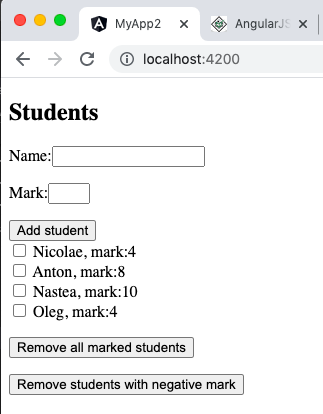 MyApp2
AngularJS
localhost:4200
Students
Name:
Mark:
Add student
Nicolae, mark:4
Anton, mark:8
Nastea, mark:10
Oleg, mark:4
Remove all marked students
Remove students with negative mark